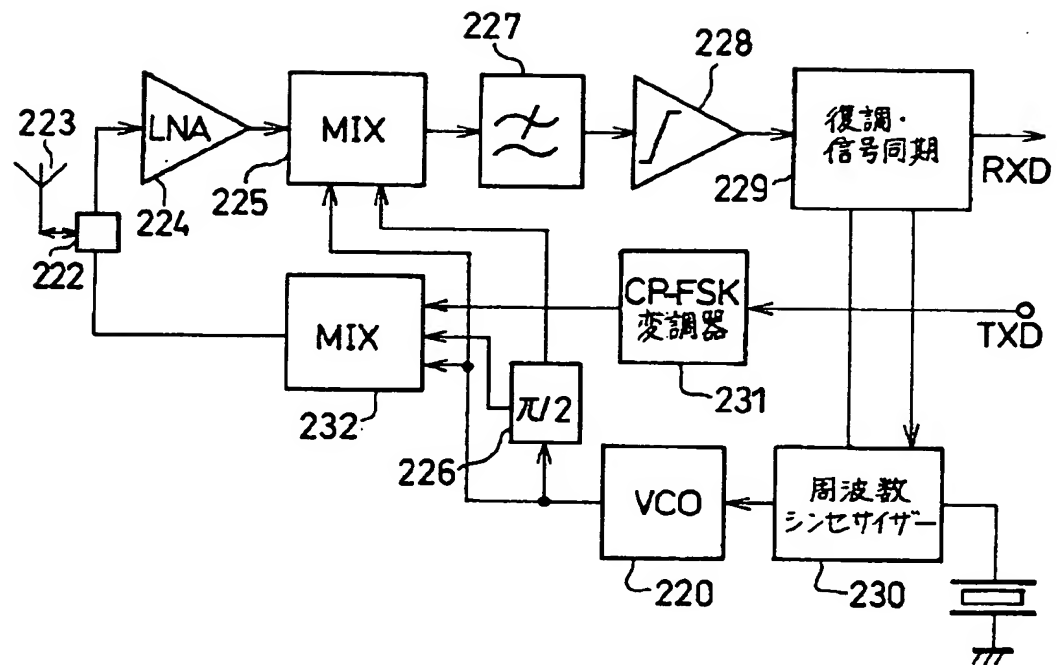 227
228
223
LNA
MIX
復調・
信号同期
RXD
224
225
229
222
MIX
CP-FSK
変調器
TXD
232
π/2
231
226
VCO
周波数
シンセサイザー
220
230